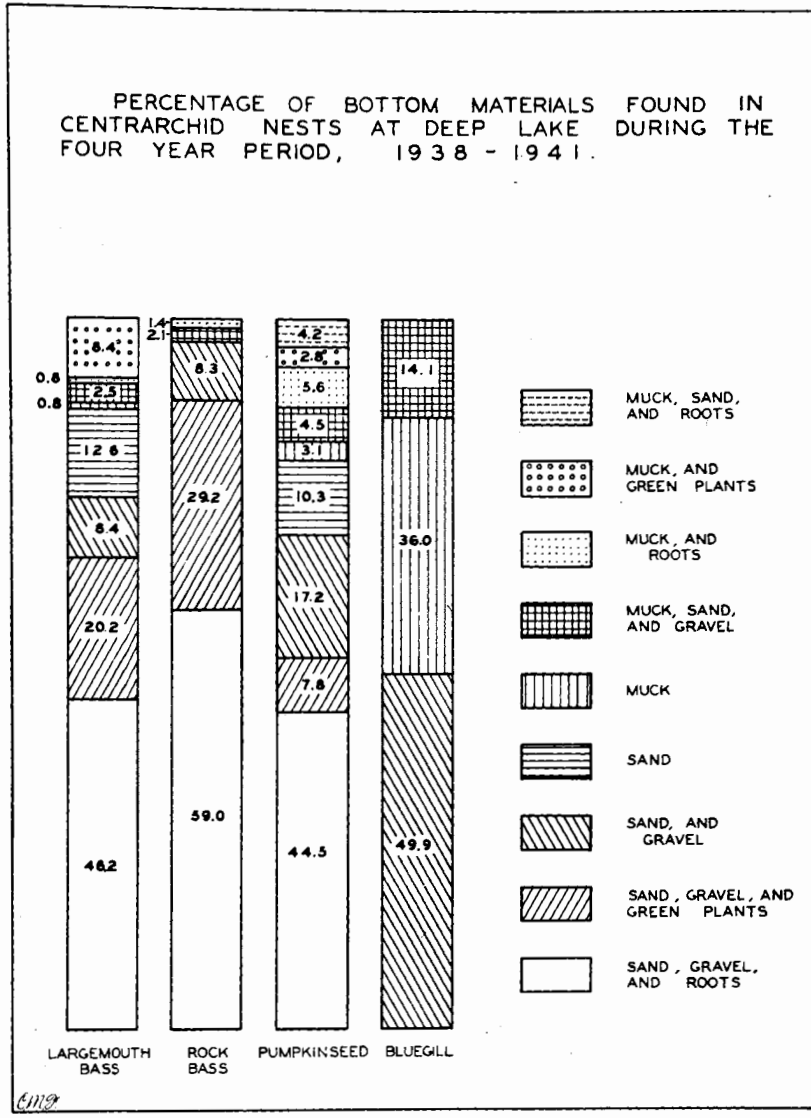 PERCENTAGE OF BOTTOM MATERIALS FOUND IN
CENTRARCHID NESTS AT DEEP LAKE DURING THE
FOUR YEAR PERIOD, 1938-1941.
8.4
0.8
2.5
0.8
12.6
8.4
20.2
46.2
LARGEMOUTH
BASS
1.4
2.1
8.3
29.2
59.0
ROCK
BASS
4.2
2.8
5.6
4.5
3.1
10.3
17.2
7.8
44.5
PUMPKINSEED
14.1
36.0
49.9
BLUEGILL
MUCK, SAND,
AND ROOTS
MUCK, AND
GREEN PLANTS
MUCK, AND
ROOTS
MUCK, SAND,
AND GRAVEL
MUCK
SAND
SAND, AND
GRAVEL
SAND, GRAVEL, AND
GREEN PLANTS
SAND, GRAVEL,
AND ROOTS